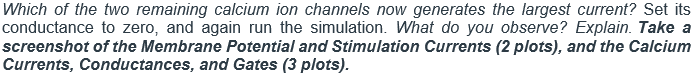 Which of the two remaining calcium ion channels now generates the largest current? Set its
conductance to zero, and again run the simulation. What do you observe? Explain. Take a
screenshot of the Membrane Potential and Stimulation Currents (2 plots), and the Calcium
Currents, Conductances, and Gates (3 plots).